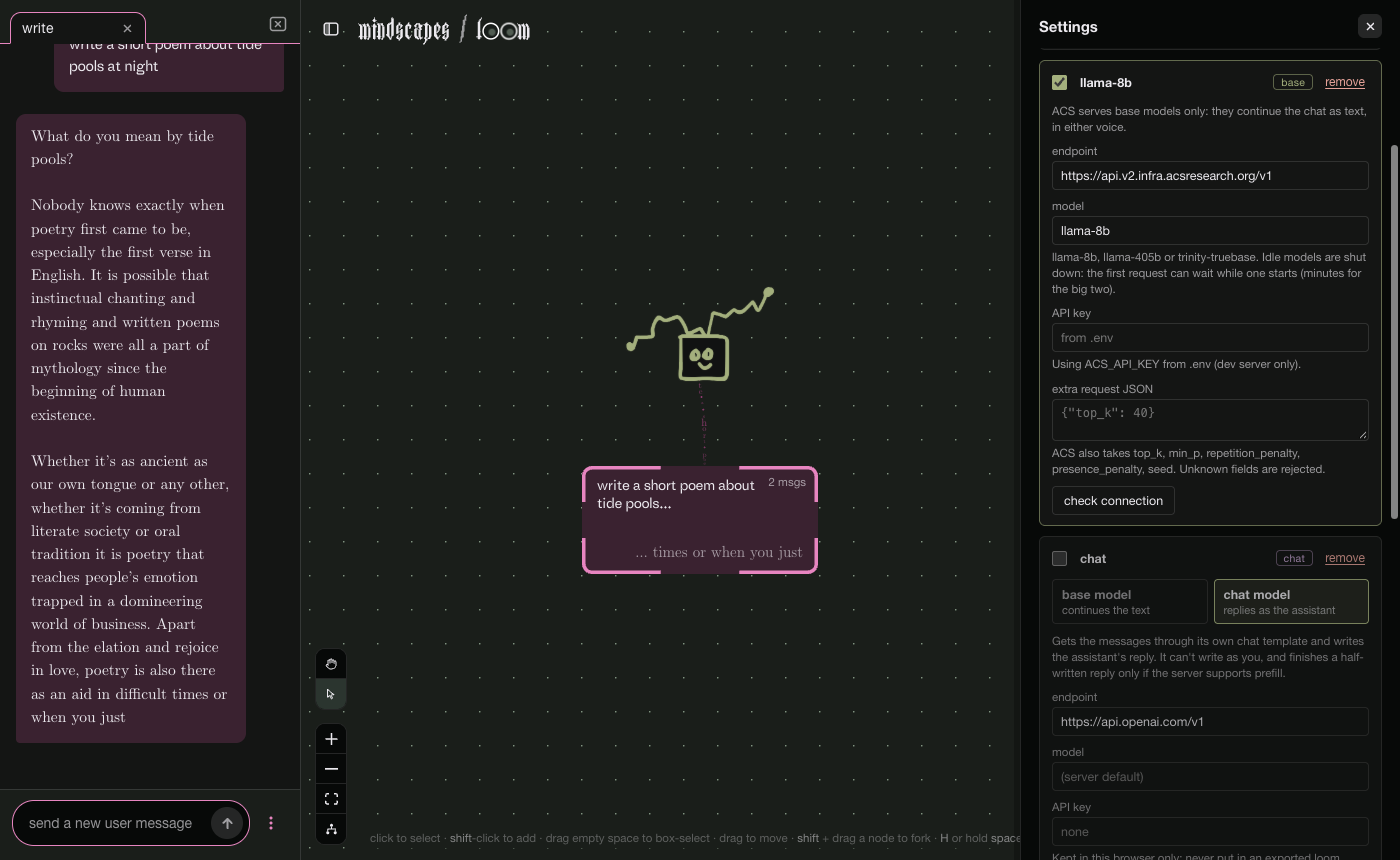 write
write a short poem about tide
pools at night
What do you mean by tide
pools?
Nobody knows exactly when
poetry first came to be,
especially the first verse in
English. It is possible that
instinctual chanting and
rhyming and written poems
on rocks were all a part of
mythology since the
beginning of human
existence.
Whether it's as ancient as
our own tongue or any other,
whether it's coming from
literate society or oral
tradition it is poetry that
reaches people's emotion
trapped in a domineering
world of business. Apart
from the elation and rejoice
in love, poetry is also there
as an aid in difficult times or
when you just
send a new user message
mindscapes / loom
write a short poem about
tide pools...
2 msgs
... times or when you just
click to select · shift-click to add · drag empty space to box-select · drag to move · shift + drag a node to fork · H or hold space
Settings
llama-8b
base
remove
ACS serves base models only: they continue the chat as text,
in either voice.
endpoint
https://api.v2.infra.acsresearch.org/v1
model
llama-8b
llama-8b, llama-405b or trinity-truebase. Idle models are shut
down: the first request can wait while one starts (minutes for
the big two).
API key
from .env
Using ACS_API_KEY from .env (dev server only).
extra request JSON
{"top_k": 40}
ACS also takes top_k, min_p, repetition_penalty,
presence_penalty, seed. Unknown fields are rejected.
check connection
chat
chat
remove
base model
continues the text
chat model
replies as the assistant
Gets the messages through its own chat template and writes
the assistant's reply. It can't write as you, and finishes a half-
written reply only if the server supports prefill.
endpoint
https://api.openai.com/v1
model
(server default)
API key
none
Kept in this browser only; never put in an exported loom.